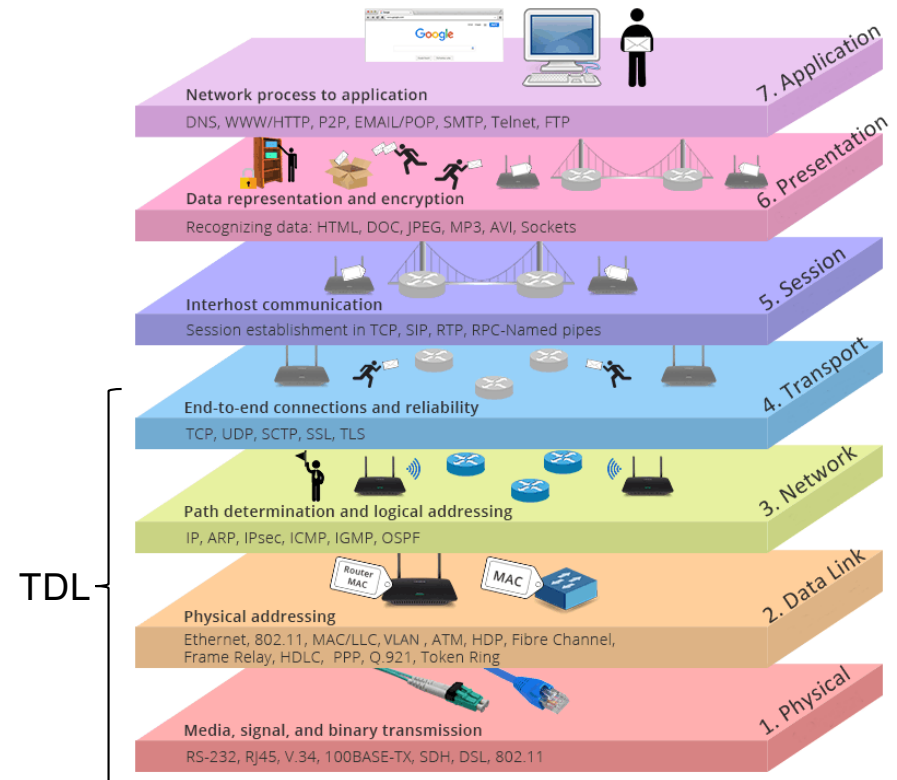 Google
7. Application
Network process to application
DNS, WWW/HTTP, P2P, EMAIL/POP, SMTP, Telnet, FTP
6. Presentation
Data representation and encryption
Recognizing data: HTML, DOC, JPEG, MP3, AVI, Sockets
5. Session
Interhost communication
Session establishment in TCP, SIP, RTP, RPC-Named pipes
4. Transport
End-to-end connections and reliability
TCP, UDP, SCTP, SSL, TLS
3. Network
Path determination and logical addressing
IP, ARP, IPsec, ICMP, IGMP, OSPF
TDL
Router
MAC
MAC
2. Data Link
Physical addressing
Ethernet, 802.11, MAC/LLC, VLAN , ATM, HDP, Fibre Channel,
Frame Relay, HDLC, PPP, Q.921, Token Ring
1. Physical
Media, signal, and binary transmission
RS-232, RJ45, V.34, 100BASE-TX, SDH, DSL, 802.11